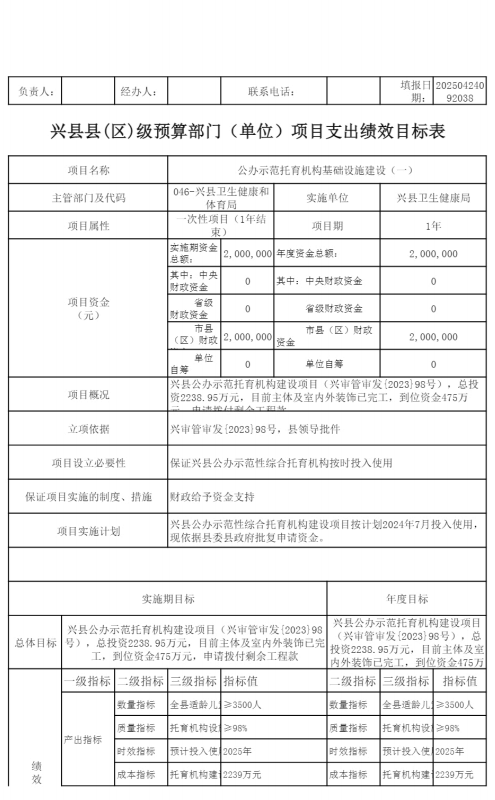 负责人：	经办人：	联系电话：	填报日期：	20250424092038
兴县县(区)级预算部门（单位）项目支出绩效目标表
项目名称	公办示范托育机构基础设施建设（一）
主管部门及代码	046-兴县卫生健康和体育局	实施单位	兴县卫生健康局
项目属性	一次性项目（1年结束）	项目期	1年
项目资金（元）
实施期资金总额：	2,000,000	年度资金总额：	2,000,000
其中：中央财政资金	0	其中：中央财政资金	0
省级财政资金	0	省级财政资金	0
市县（区）财政	2,000,000	市县（区）财政资金	2,000,000
单位自筹	0	单位自筹	0
项目概况	兴县公办示范托育机构建设项目（兴审管审发{2023}98号），总投资2238.95万元，目前主体及室内外装饰已完工，到位资金475万元，申请拨付剩余工程款
立项依据	兴审管审发{2023}98号，县领导批件
项目设立必要性	保证兴县公办示范性综合托育机构按时投入使用
保证项目实施的制度、措施	财政给予资金支持
项目实施计划	兴县公办示范性综合托育机构建设项目按计划2024年7月投入使用，现依据县委县政府批复申请资金。
实施期目标	年度目标
总体目标	兴县公办示范托育机构建设项目（兴审管审发{2023}98号），总投资2238.95万元，目前主体及室内外装饰已完工，到位资金475万元，申请拨付剩余工程款	兴县公办示范托育机构建设项目（兴审管审发{2023}98号），总投资2238.95万元，目前主体及室内外装饰已完工，到位资金475万
绩效	一级指标	二级指标	三级指标	指标值	二级指标	三级指标	指标值
产出指标	数量指标	全县适龄儿	≥3500人	数量指标	全县适龄儿	≥3500人
质量指标	托育机构设	≥98%	质量指标	托育机构设	≥98%
时效指标	预计投入使	2025年	时效指标	预计投入使	2025年
成本指标	托育机构建	2239万元	成本指标	托育机构建	2239万元